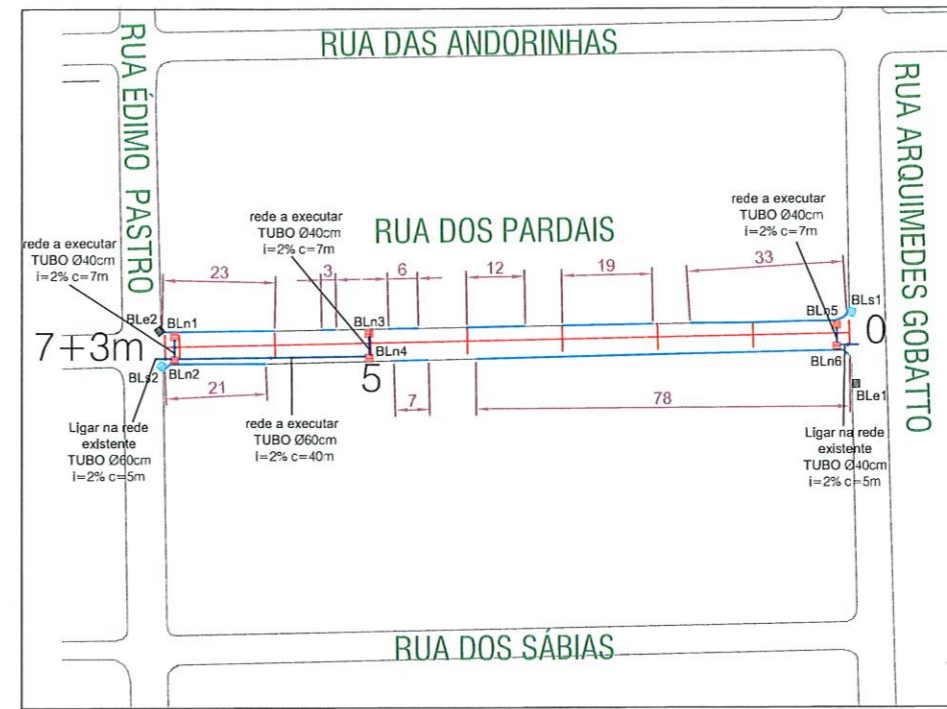 RUA DAS ANDORINHAS
RUA ÉDIMO PASTRO
RUA ARQUIMEDES GOBATTO
RUA DOS PARDAIS
rede a executar
TUBO Ø40cm
i=2% c=7m
rede a executar
TUBO Ø40cm
i=2% c=7m
rede a executar
TUBO Ø40cm
i=2% c=7m
23
3
6
12
19
33
BLe2
BLn1
BLn3
BLn5
BLs1
7+3m
0
BLs2
BLn2
BLn4
BLn6
BLe1
5
21
7
78
Ligar na rede
existente
TUBO Ø60cm
i=2% c=5m
rede a executar
TUBO Ø60cm
i=2% c=40m
Ligar na rede
existente
TUBO Ø40cm
i=2% c=5m
RUA DOS SÁBIAS